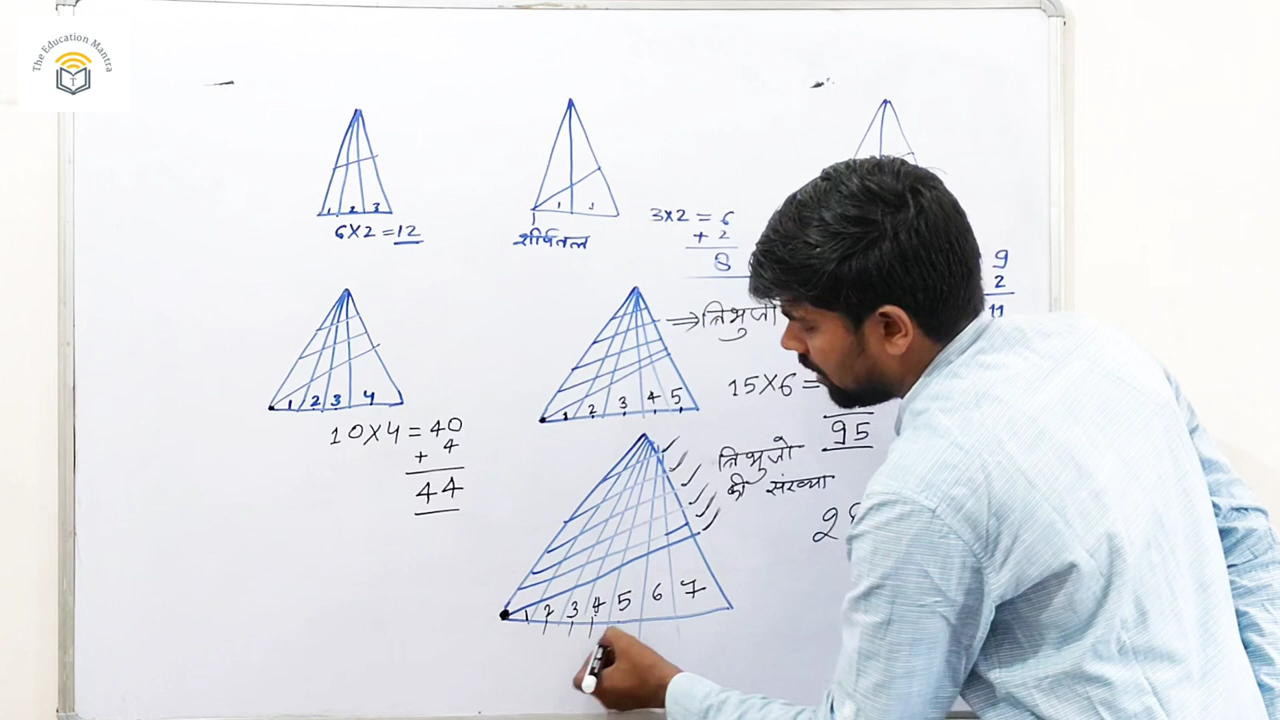 The Education Mantra
T
1 2 3
6X2 = 12
1
1
शीर्षतल
3X2 = 6
+ 2
8
9
2
11
1 2 3 4
10X4 = 40
+ 4
44
1 2 3 4 5
⇒ त्रिभुजो
15X6 =
95
त्रिभुजो
की संख्या
2
1 2 3 4 5 6 7